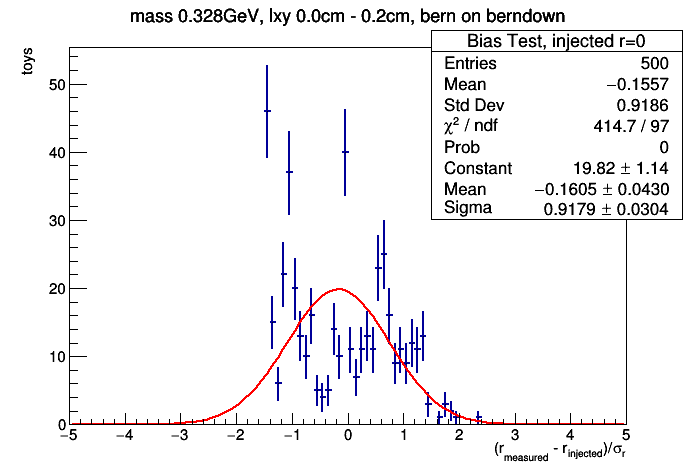 mass 0.328GeV, lxy 0.0cm - 0.2cm, bern on berndown
Bias Test, injected r=0
Entries 500
Mean −0.1557
Std Dev 0.9186
χ² / ndf 414.7 / 97
Prob 0
Constant 19.82 ± 1.14
Mean −0.1605 ± 0.0430
Sigma 0.9179 ± 0.0304
toys
50
40
30
20
10
0
−5 −4 −3 −2 −1 0 1 2 3 4 5
(r_measured - r_injected)/σ_r